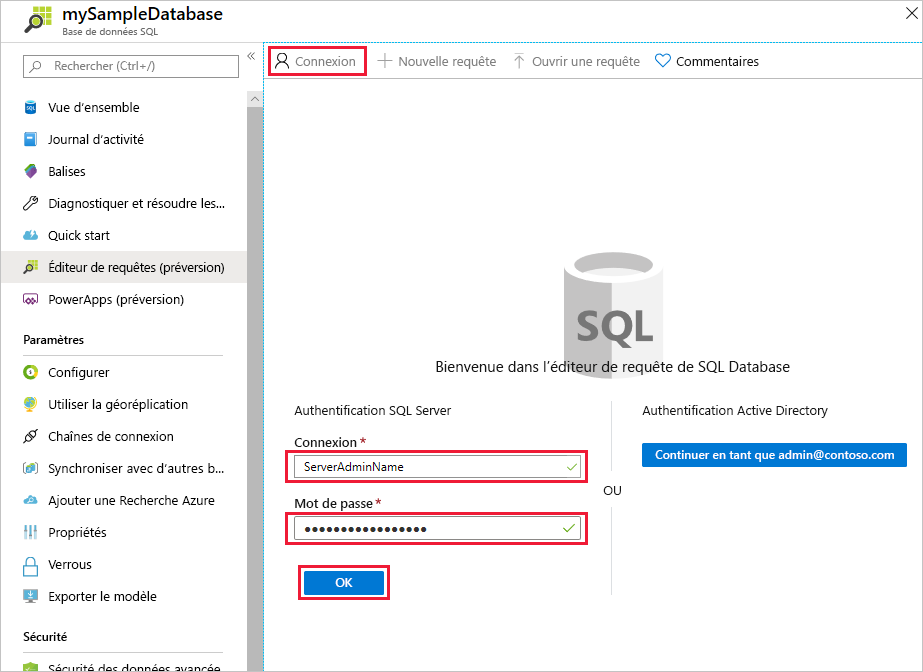 mySampleDatabase
Base de données SQL
Rechercher (Ctrl+/)
Vue d'ensemble
Journal d'activité
Balises
Diagnostiquer et résoudre les...
Quick start
Éditeur de requêtes (préversion)
PowerApps (préversion)
Paramètres
Configurer
Utiliser la géoréplication
Chaînes de connexion
Synchroniser avec d'autres b...
Ajouter une Recherche Azure
Propriétés
Verrous
Exporter le modèle
Sécurité
Sécurité des données avancée
Connexion
Nouvelle requête
Ouvrir une requête
Commentaires
SQL
Bienvenue dans l'éditeur de requête de SQL Database
Authentification SQL Server
Connexion *
ServerAdminName
Mot de passe *
•••••••••••••••••
OK
OU
Authentification Active Directory
Continuer en tant que admin@contoso.com